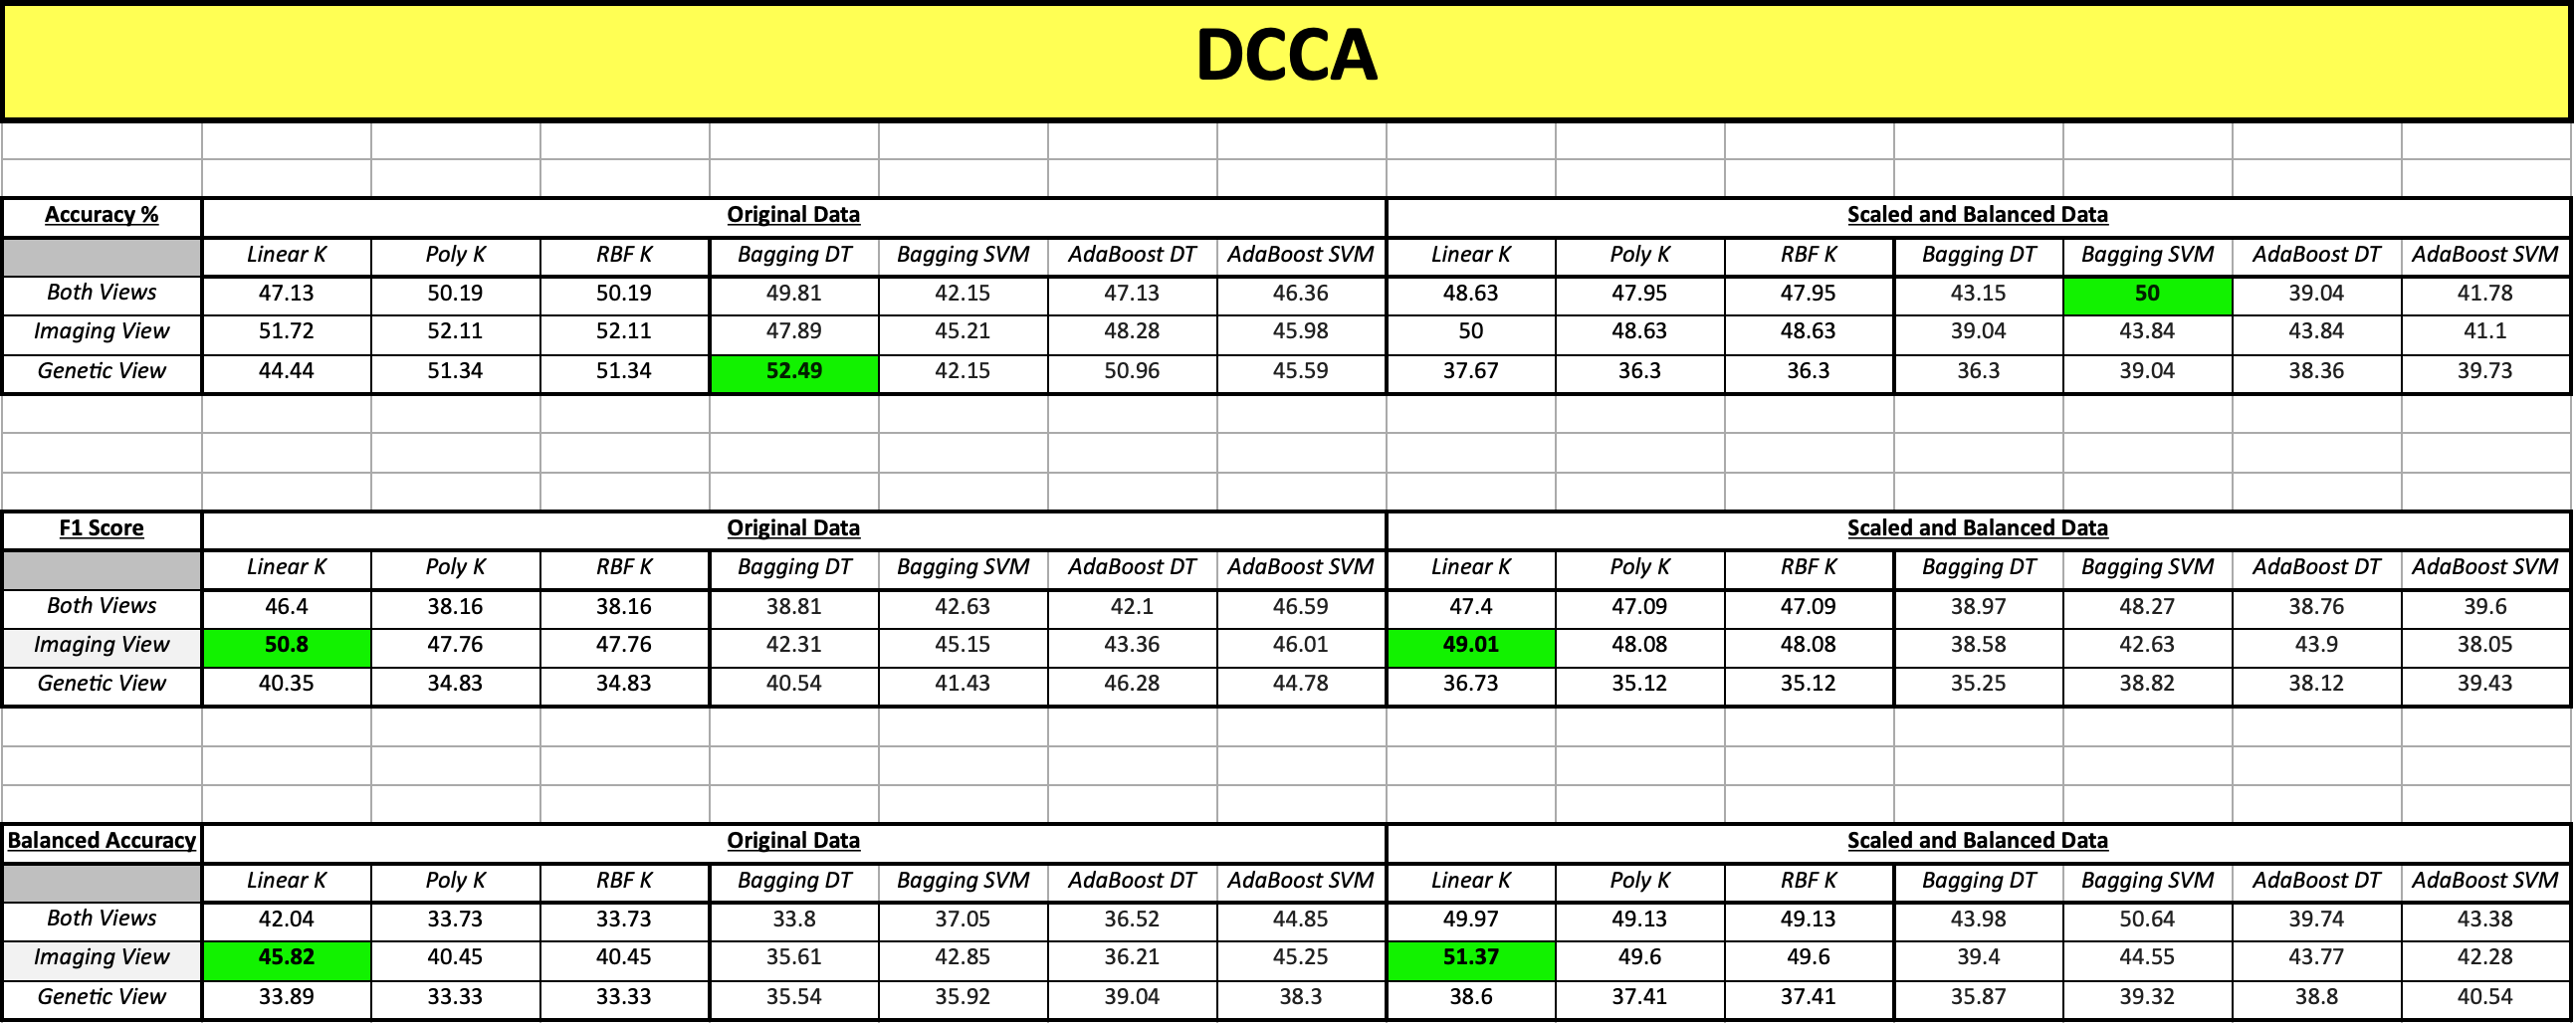 DCCA
Accuracy % Original Data Scaled and Balanced Data
Linear K Poly K RBF K Bagging DT Bagging SVM AdaBoost DT AdaBoost SVM Linear K Poly K RBF K Bagging DT Bagging SVM AdaBoost DT AdaBoost SVM
Both Views 47.13 50.19 50.19 49.81 42.15 47.13 46.36 48.63 47.95 47.95 43.15 50 39.04 41.78
Imaging View 51.72 52.11 52.11 47.89 45.21 48.28 45.98 50 48.63 48.63 39.04 43.84 43.84 41.1
Genetic View 44.44 51.34 51.34 52.49 42.15 50.96 45.59 37.67 36.3 36.3 36.3 39.04 38.36 39.73
F1 Score Original Data Scaled and Balanced Data
Linear K Poly K RBF K Bagging DT Bagging SVM AdaBoost DT AdaBoost SVM Linear K Poly K RBF K Bagging DT Bagging SVM AdaBoost DT AdaBoost SVM
Both Views 46.4 38.16 38.16 38.81 42.63 42.1 46.59 47.4 47.09 47.09 38.97 48.27 38.76 39.6
Imaging View 50.8 47.76 47.76 42.31 45.15 43.36 46.01 49.01 48.08 48.08 38.58 42.63 43.9 38.05
Genetic View 40.35 34.83 34.83 40.54 41.43 46.28 44.78 36.73 35.12 35.12 35.25 38.82 38.12 39.43
Balanced Accuracy Original Data Scaled and Balanced Data
Linear K Poly K RBF K Bagging DT Bagging SVM AdaBoost DT AdaBoost SVM Linear K Poly K RBF K Bagging DT Bagging SVM AdaBoost DT AdaBoost SVM
Both Views 42.04 33.73 33.73 33.8 37.05 36.52 44.85 49.97 49.13 49.13 43.98 50.64 39.74 43.38
Imaging View 45.82 40.45 40.45 35.61 42.85 36.21 45.25 51.37 49.6 49.6 39.4 44.55 43.77 42.28
Genetic View 33.89 33.33 33.33 35.54 35.92 39.04 38.3 38.6 37.41 37.41 35.87 39.32 38.8 40.54